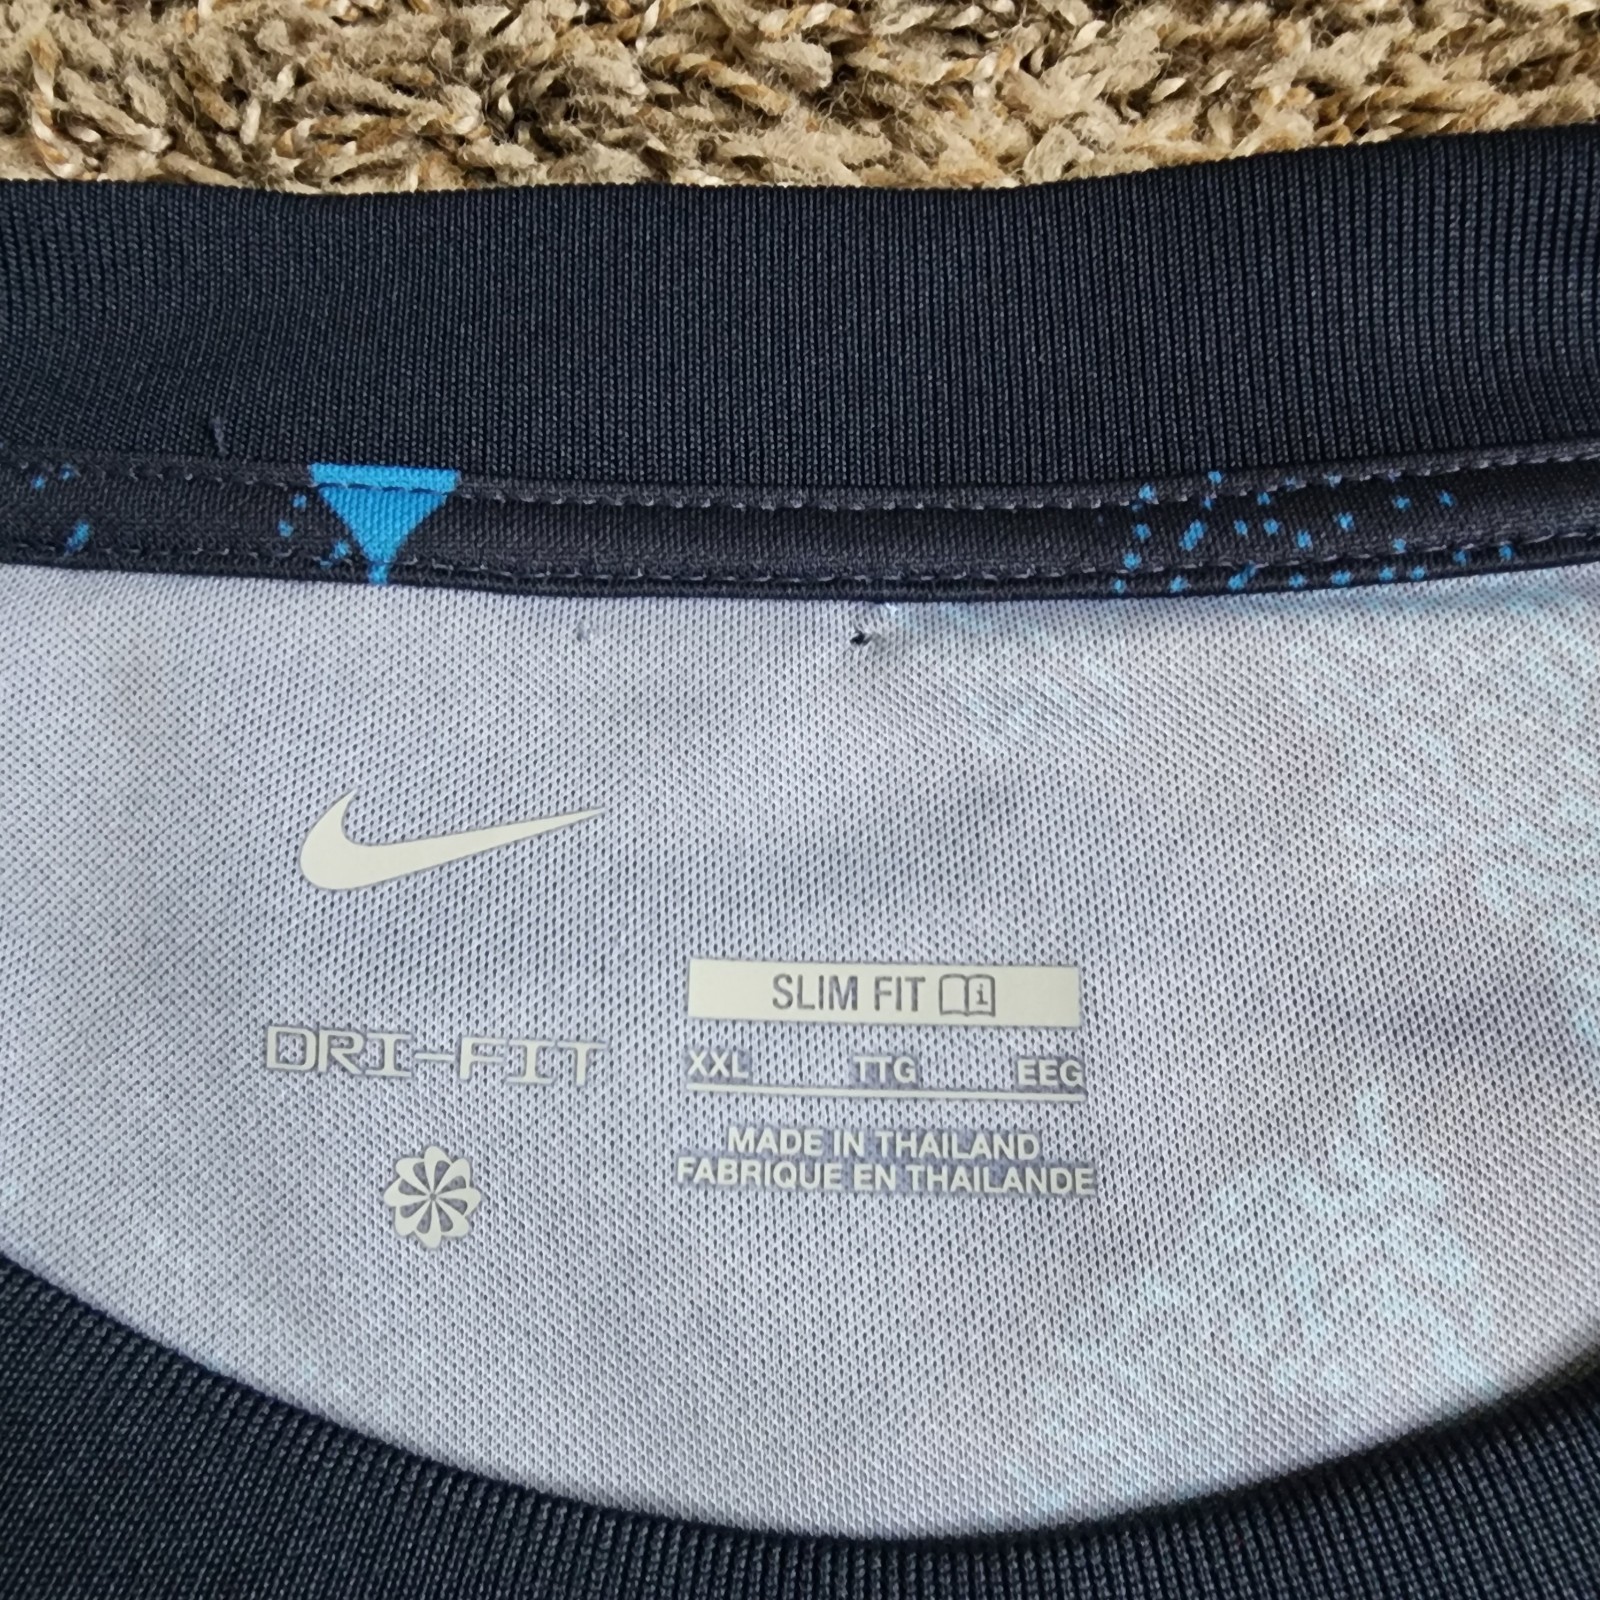 SLIM FIT
DRI-FIT
XXL TTG EEG
MADE IN THAILAND
FABRIQUE EN THAILANDE